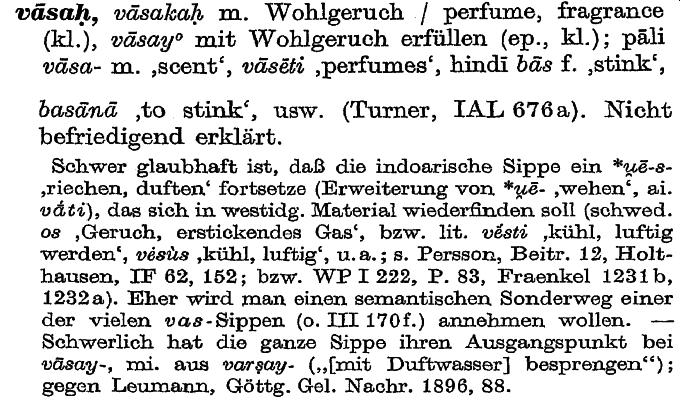 vāsaḥ, vāsakaḥ m. Wohlgeruch / perfume, fragrance
(kl.), vāsayº mit Wohlgeruch erfüllen (ep., kl.); pāli
vāsa- m. ‚scent‘, vāsēti ‚perfumes‘, hindī bās f. ‚stink‘,
basānā ‚to stink‘, usw. (Turner, IAL 676a). Nicht
befriedigend erklärt.
Schwer glaubhaft ist, daß die indoarische Sippe ein *u̯ē-s-
‚riechen, duften‘ fortsetze (Erweiterung von *u̯ē- ‚wehen‘, ai.
vā́ti), das sich in westidg. Material wiederfinden soll (schwed.
os ‚Geruch, erstickendes Gas‘, bzw. lit. vė́sti ‚kühl, luftig
werden‘, vėsùs ‚kühl, luftig‘, u.a.; s. Persson, Beitr. 12, Holt-
hausen, IF 62, 152; bzw. WP I 222, P. 83, Fraenkel 1231b,
1232a). Eher wird man einen semantischen Sonderweg einer
der vielen vas-Sippen (o. III 170f.) annehmen wollen. —
Schwerlich hat die ganze Sippe ihren Ausgangspunkt bei
vāsay-, mi. aus varṣay- („[mit Duftwasser] besprengen“);
gegen Leumann, Göttg. Gel. Nachr. 1896, 88.